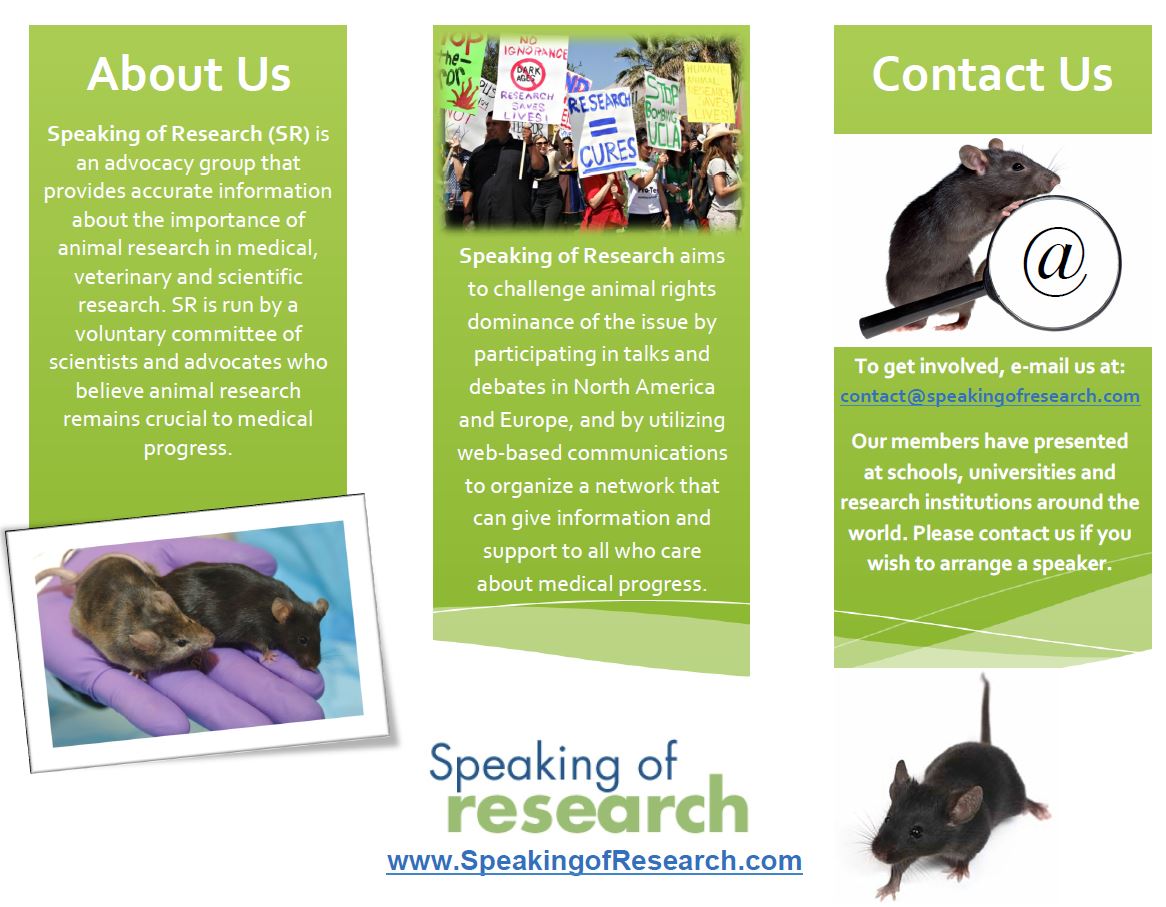 About Us
Speaking of Research (SR) is
an advocacy group that
provides accurate information
about the importance of
animal research in medical,
veterinary and scientific
research. SR is run by a
voluntary committee of
scientists and advocates who
believe animal research
remains crucial to medical
progress.
NO
IGNORANCE
DARK
AGES
RESEARCH
SAVES
LIVES!
RESEARCH
=
CURES
STOP
BOMBING
UCLA
HUMANE
ANIMAL
RESEARCH
SAVES
LIVES!
NOT
Speaking of Research aims
to challenge animal rights
dominance of the issue by
participating in talks and
debates in North America
and Europe, and by utilizing
web-based communications
to organize a network that
can give information and
support to all who care
about medical progress.
Speaking of
research
www.SpeakingofResearch.com
Contact Us
@
To get involved, e-mail us at:
contact@speakingofresearch.com
Our members have presented
at schools, universities and
research institutions around the
world. Please contact us if you
wish to arrange a speaker.